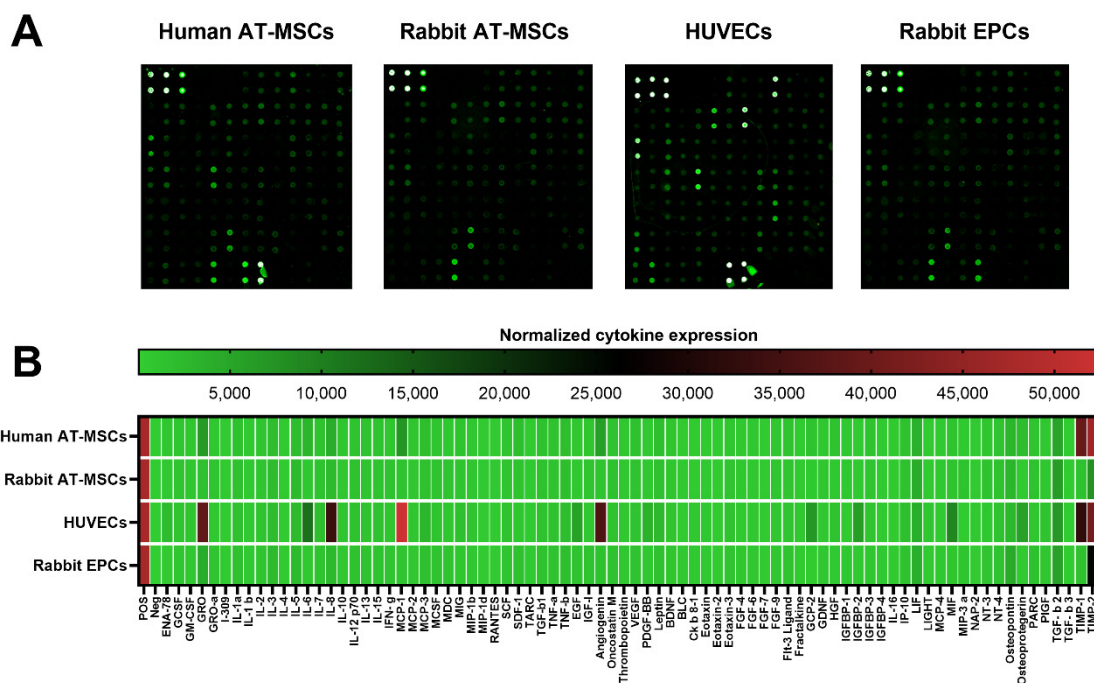 A
Human AT-MSCs
Rabbit AT-MSCs
HUVECs
Rabbit EPCs
B
Normalized cytokine expression
5,000
10,000
15,000
20,000
25,000
30,000
35,000
40,000
45,000
50,000
Human AT-MSCs
Rabbit AT-MSCs
HUVECs
Rabbit EPCs
POS
Neg
ENA-78
GCSF
GM-CSF
GRO
GRO-a
I-309
IL-1a
IL-1 b
IL-2
IL-3
IL-4
IL-5
IL-6
IL-7
IL-8
IL-10
IL-12 p70
IL-13
IL-15
IFN- g
MCP-1
MCP-2
MCP-3
MCSF
MDC
MIG
MIP-1b
MIP-1d
RANTES
SCF
SDF-1
TARC
TGF-b1
TNF-a
TNF-b
EGF
IGF-I
Angiogenin
Oncostatin M
Thrombopoietin
VEGF
PDGF-BB
Leptin
BDNF
BLC
Ck b 8-1
Eotaxin
Eotaxin-2
Eotaxin-3
FGF-4
FGF-6
FGF-7
FGF-9
Flt-3 Ligand
Fractalkine
GCP-2
GDNF
HGF
IGFBP-1
IGFBP-2
IGFBP-3
IGFBP-4
IL-16
IP-10
LIF
LIGHT
MCP-4
MIF
MIP-3 a
NAP-2
NT-3
NT-4
Osteopontin
Osteoprotegerin
PARC
PIGF
TGF- b 2
TGF- b 3
TIMP-1
TIMP-2